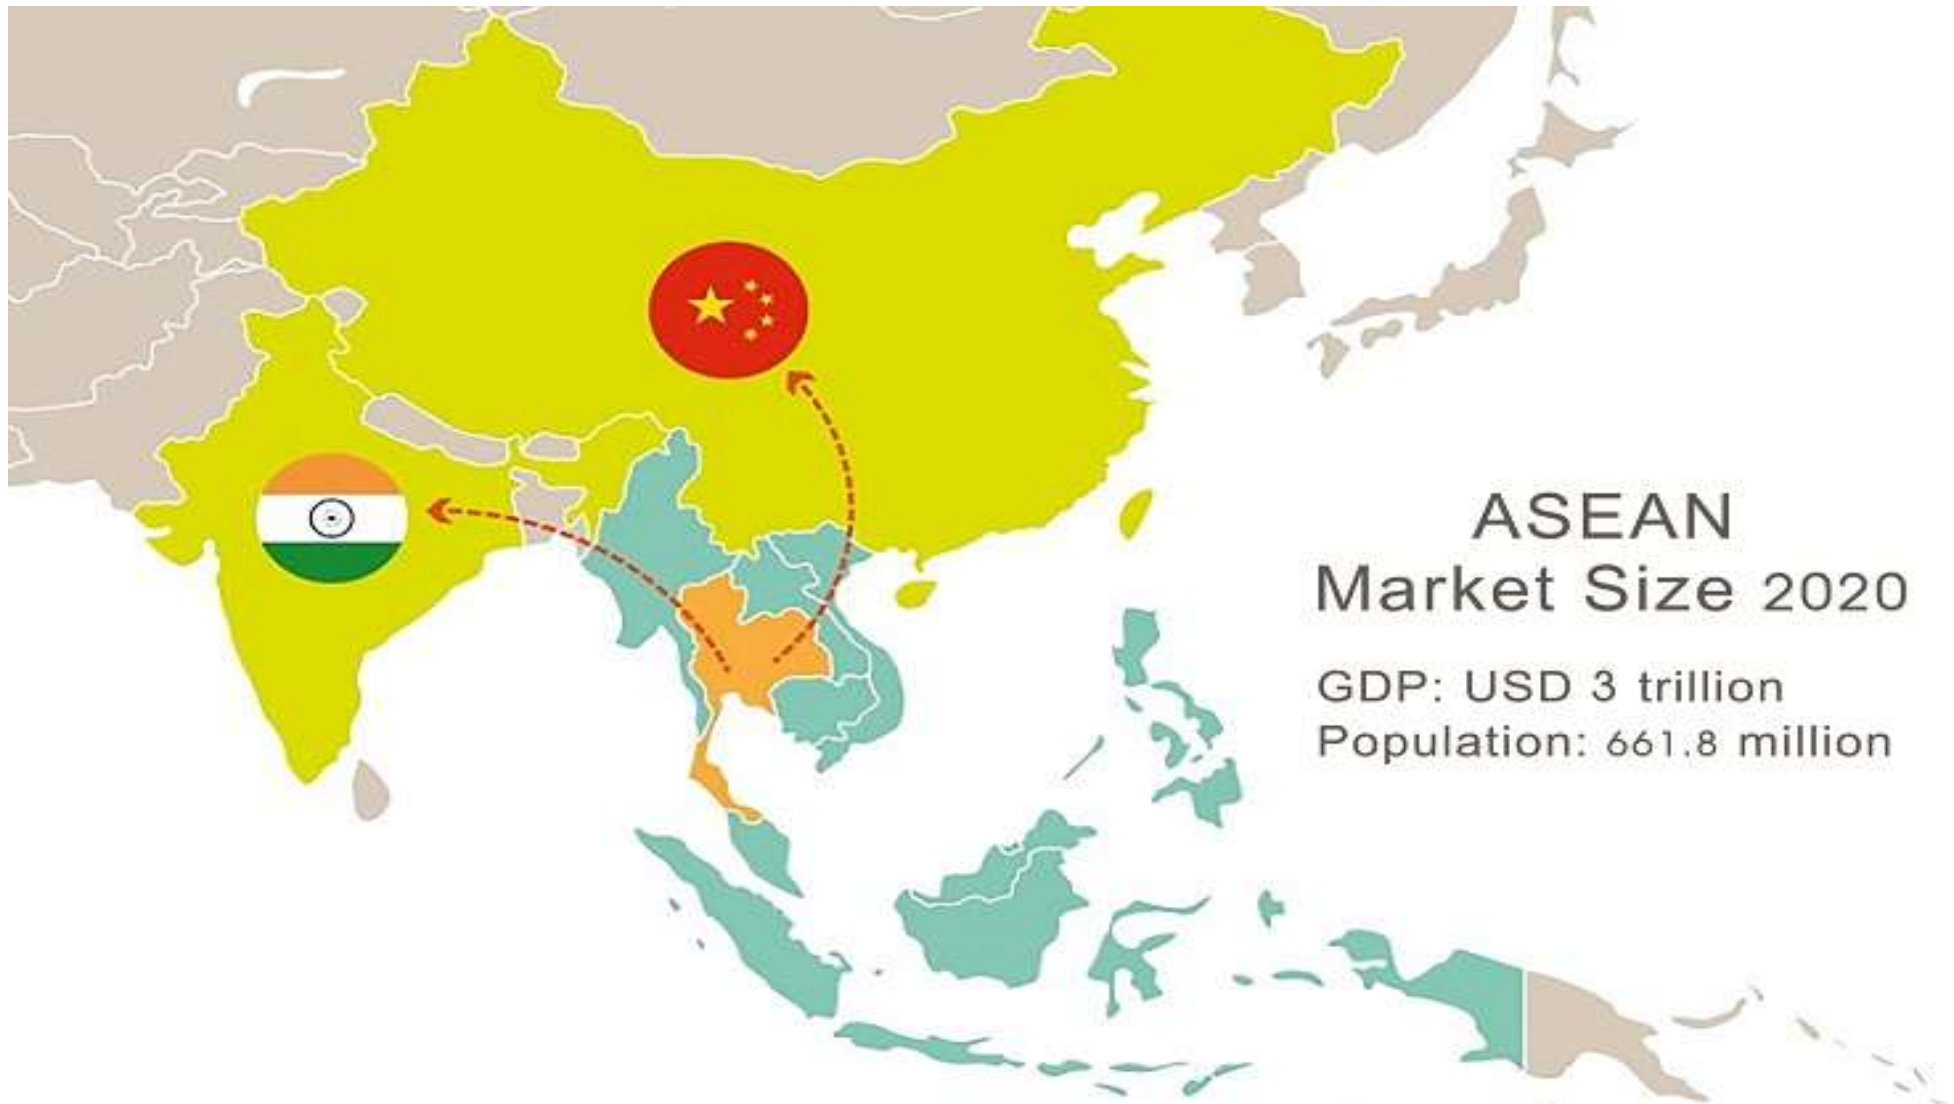 ASEAN
Market Size 2020
GDP: USD 3 trillion
Population: 661.8 million